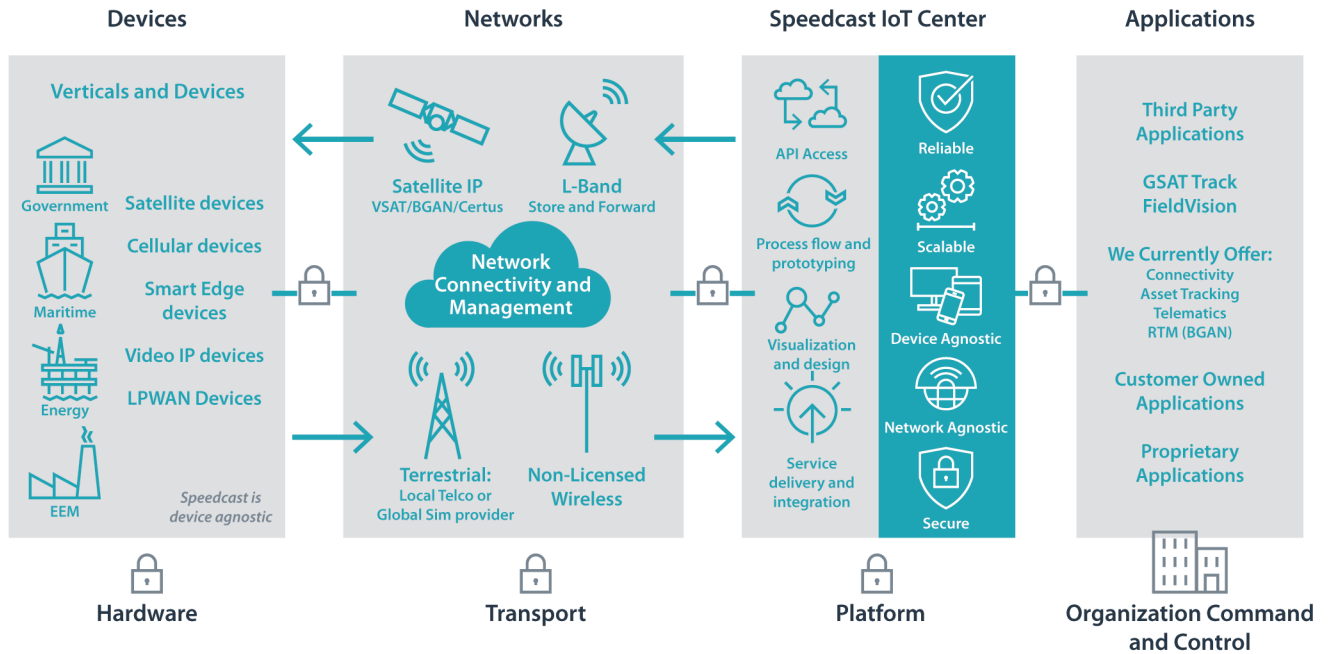 Devices
Verticals and Devices
Government
Maritime
Energy
EEM
Satellite devices
Cellular devices
Smart Edge
devices
Video IP devices
LPWAN Devices
Speedcast is
device agnostic
Hardware
Networks
Satellite IP
VSAT/BGAN/Certus
L-Band
Store and Forward
Network
Connectivity and
Management
Terrestrial:
Local Telco or
Global Sim provider
Non-Licensed
Wireless
Transport
Speedcast IoT Center
API Access
Process flow and
prototyping
Visualization
and design
Service
delivery and
integration
Reliable
Scalable
Device Agnostic
Network Agnostic
Secure
Platform
Applications
Third Party
Applications
GSAT Track
FieldVision
We Currently Offer:
Connectivity
Asset Tracking
Telematics
RTM (BGAN)
Customer Owned
Applications
Proprietary
Applications
Organization Command
and Control